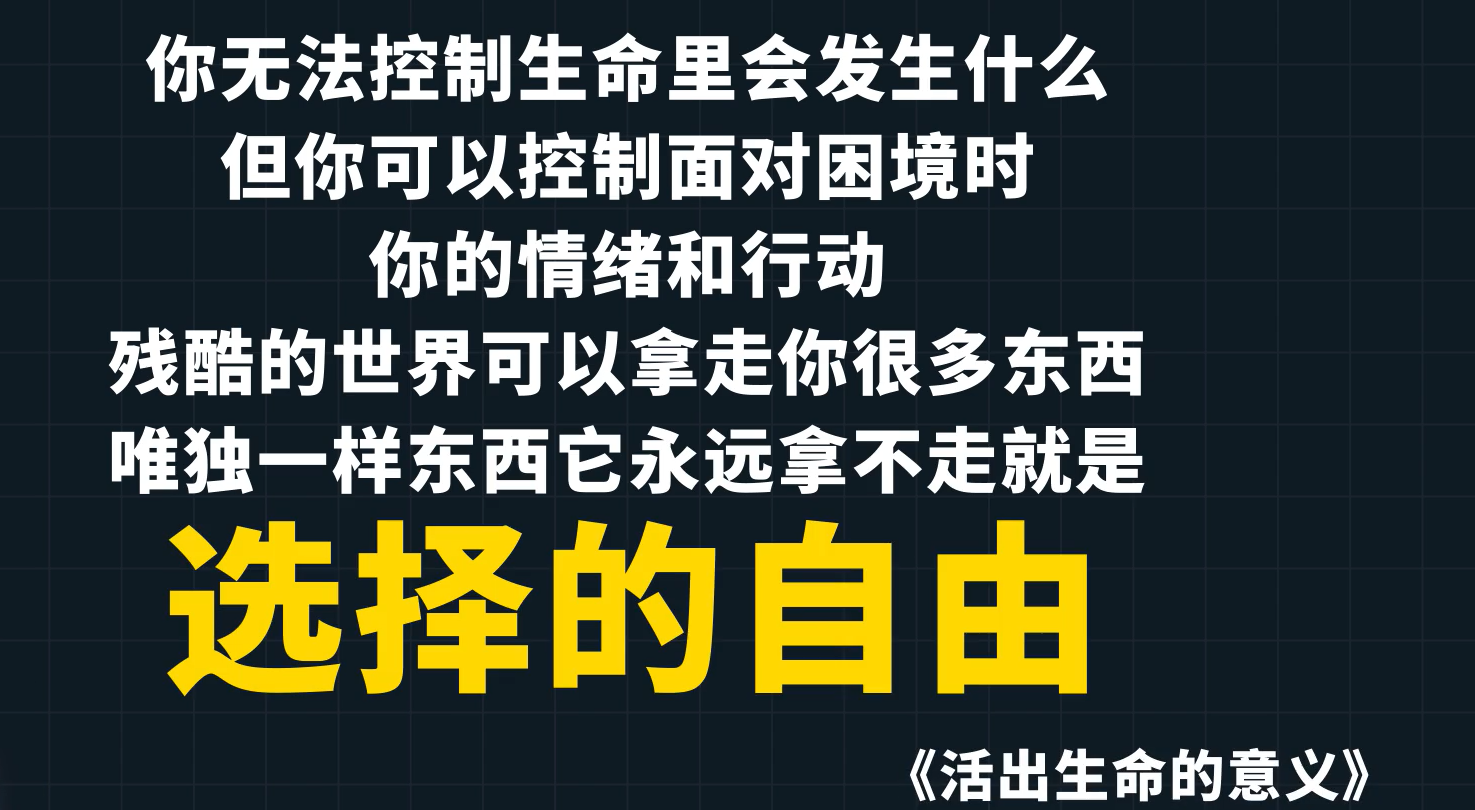 你无法控制生命里会发生什么
但你可以控制面对困境时
你的情绪和行动
残酷的世界可以拿走你很多东西
唯独一样东西它永远拿不走就是
选择的自由
《活出生命的意义》